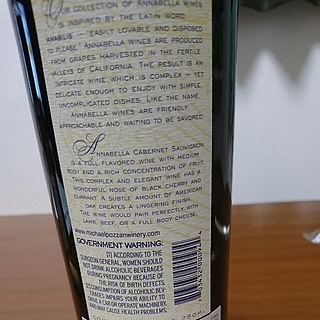 OUR COLLECTION OF ANNABELLA WINES
IS INSPIRED BY THE LATIN WORD,
AMABILIS – EASILY LOVABLE AND DISPOSED
TO PLEASE. ANNABELLA WINES ARE PRODUCED
FROM GRAPES HARVESTED IN THE FERTILE
VALLEYS OF CALIFORNIA. THE RESULT IS AN
INTRICATE WINE WHICH IS COMPLEX – YET
DELICATE ENOUGH TO ENJOY WITH SIMPLE,
UNCOMPLICATED DISHES. LIKE THE NAME,
ANNABELLA WINES ARE FRIENDLY,
APPROACHABLE AND WAITING TO BE SAVORED
ANNABELLA CABERNET SAUVIGNON
IS A FULL FLAVORED WINE WITH MEDIUM
BODY AND A RICH CONCENTRATION OF FRUIT.
THIS COMPLEX AND ELEGANT WINE HAS A
WONDERFUL NOSE OF BLACK CHERRY AND
CURRANT. A SUBTLE AMOUNT OF AMERICAN
OAK CREATES A LINGERING FINISH.
THE WINE WOULD PAIR PERFECTLY WITH
LAMB, BEEF, OR A FULL BODY CHEESE.
www.michaelpozzanwinery.com
GOVERNMENT WARNING:
(1) ACCORDING TO THE
SURGEON GENERAL, WOMEN SHOULD
NOT DRINK ALCOHOLIC BEVERAGES
DURING PREGNANCY BECAUSE OF
THE RISK OF BIRTH DEFECTS.
(2) CONSUMPTION OF ALCOHOLIC BEV-
ERAGES IMPAIRS YOUR ABILITY TO
DRIVE A CAR OR OPERATE MACHINERY,
AND MAY CAUSE HEALTH PROBLEMS.
750ML